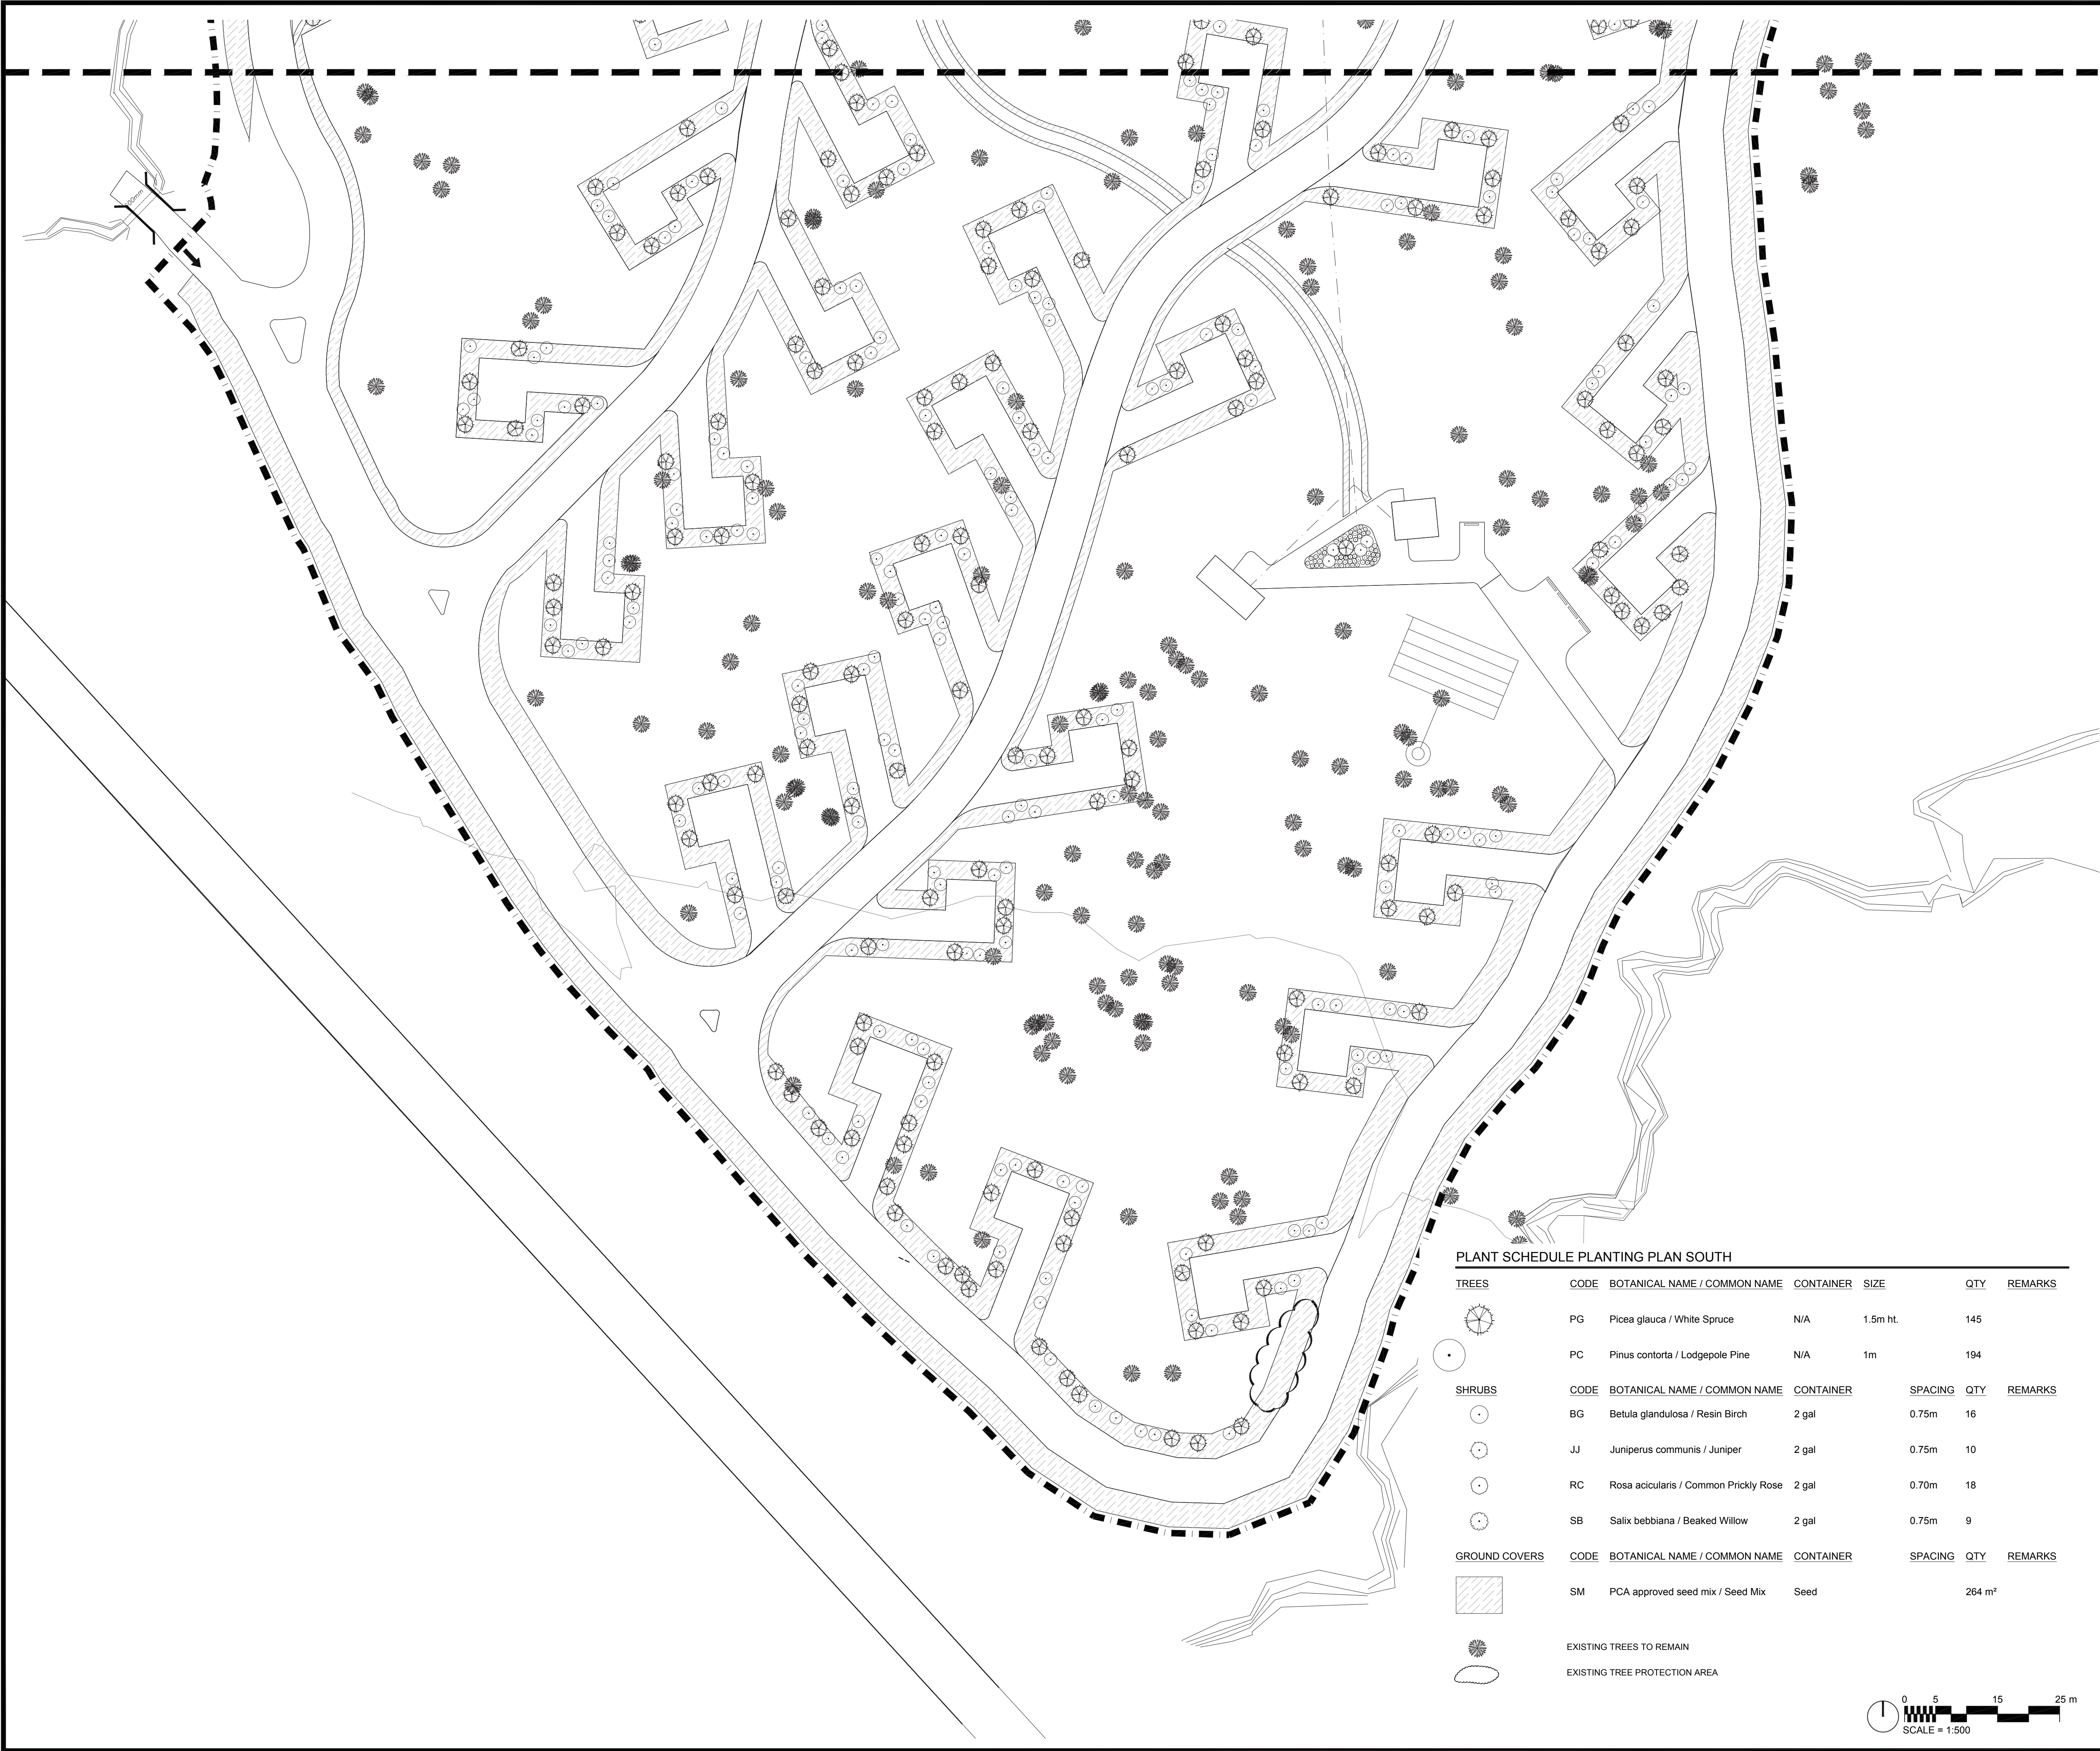 00mm
PLANT SCHEDULE PLANTING PLAN SOUTH
TREES CODE BOTANICAL NAME / COMMON NAME CONTAINER SIZE QTY REMARKS
PG Picea glauca / White Spruce N/A 1.5m ht. 145
PC Pinus contorta / Lodgepole Pine N/A 1m 194
SHRUBS CODE BOTANICAL NAME / COMMON NAME CONTAINER SPACING QTY REMARKS
BG Betula glandulosa / Resin Birch 2 gal 0.75m 16
JJ Juniperus communis / Juniper 2 gal 0.75m 10
RC Rosa acicularis / Common Prickly Rose 2 gal 0.70m 18
SB Salix bebbiana / Beaked Willow 2 gal 0.75m 9
GROUND COVERS CODE BOTANICAL NAME / COMMON NAME CONTAINER SPACING QTY REMARKS
SM PCA approved seed mix / Seed Mix Seed 264 m²
EXISTING TREES TO REMAIN
EXISTING TREE PROTECTION AREA
0 5 15 25 m
SCALE = 1:500